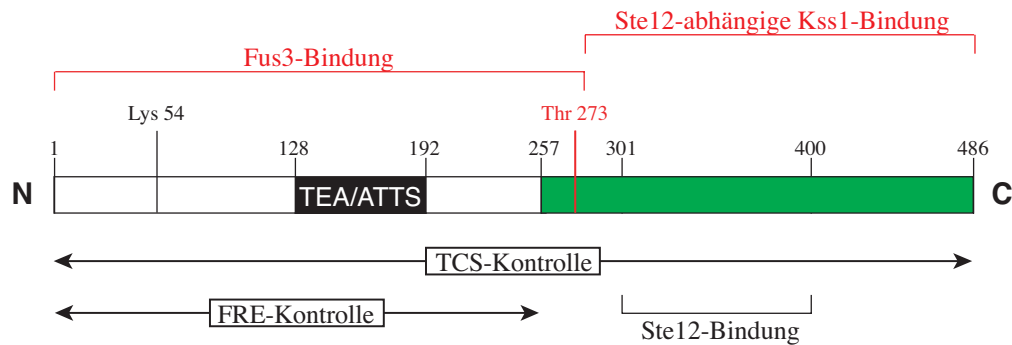 Ste12-abhängige Kss1-Bindung
Fus3-Bindung
Lys 54
Thr 273
1 128 192 257 301 400 486
N TEA/ATTS C
TCS-Kontrolle
FRE-Kontrolle
Ste12-Bindung